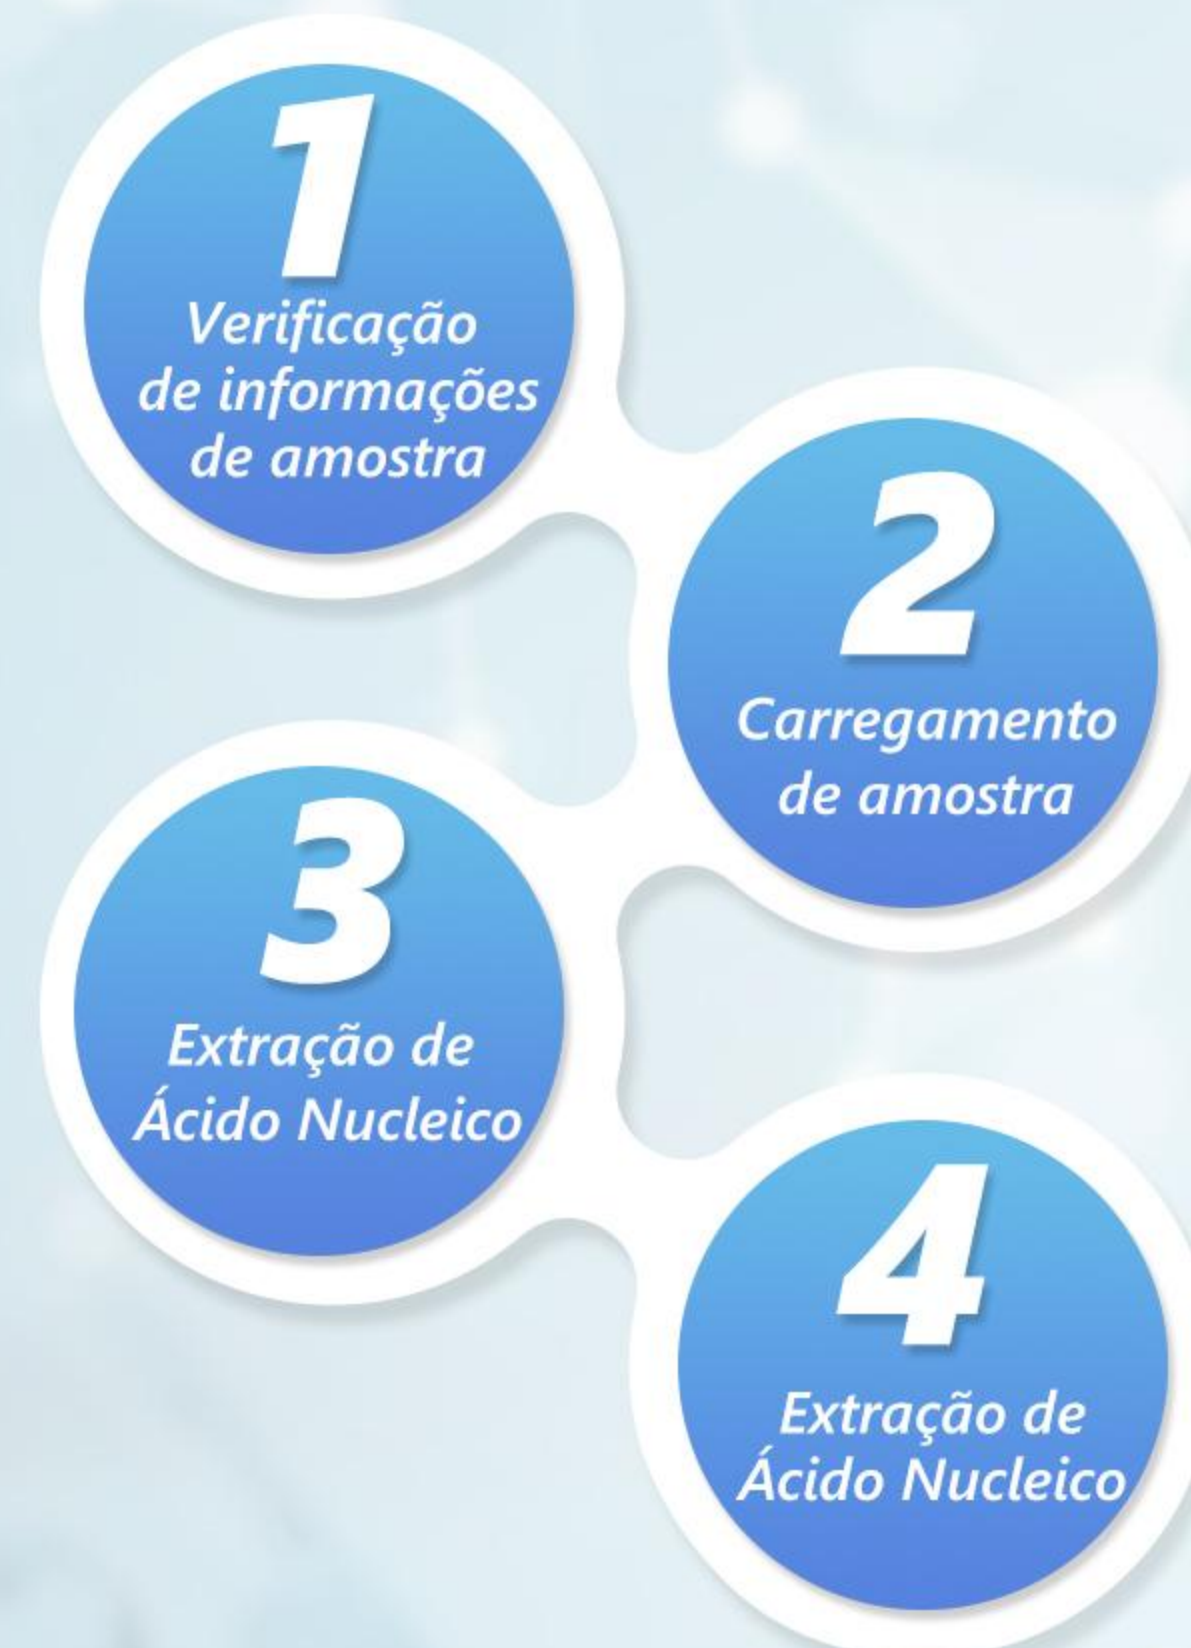 1
Verificação
de informações
de amostra
2
Carregamento
de amostra
3
Extração de
Ácido Nucleico
4
Extração de
Ácido Nucleico